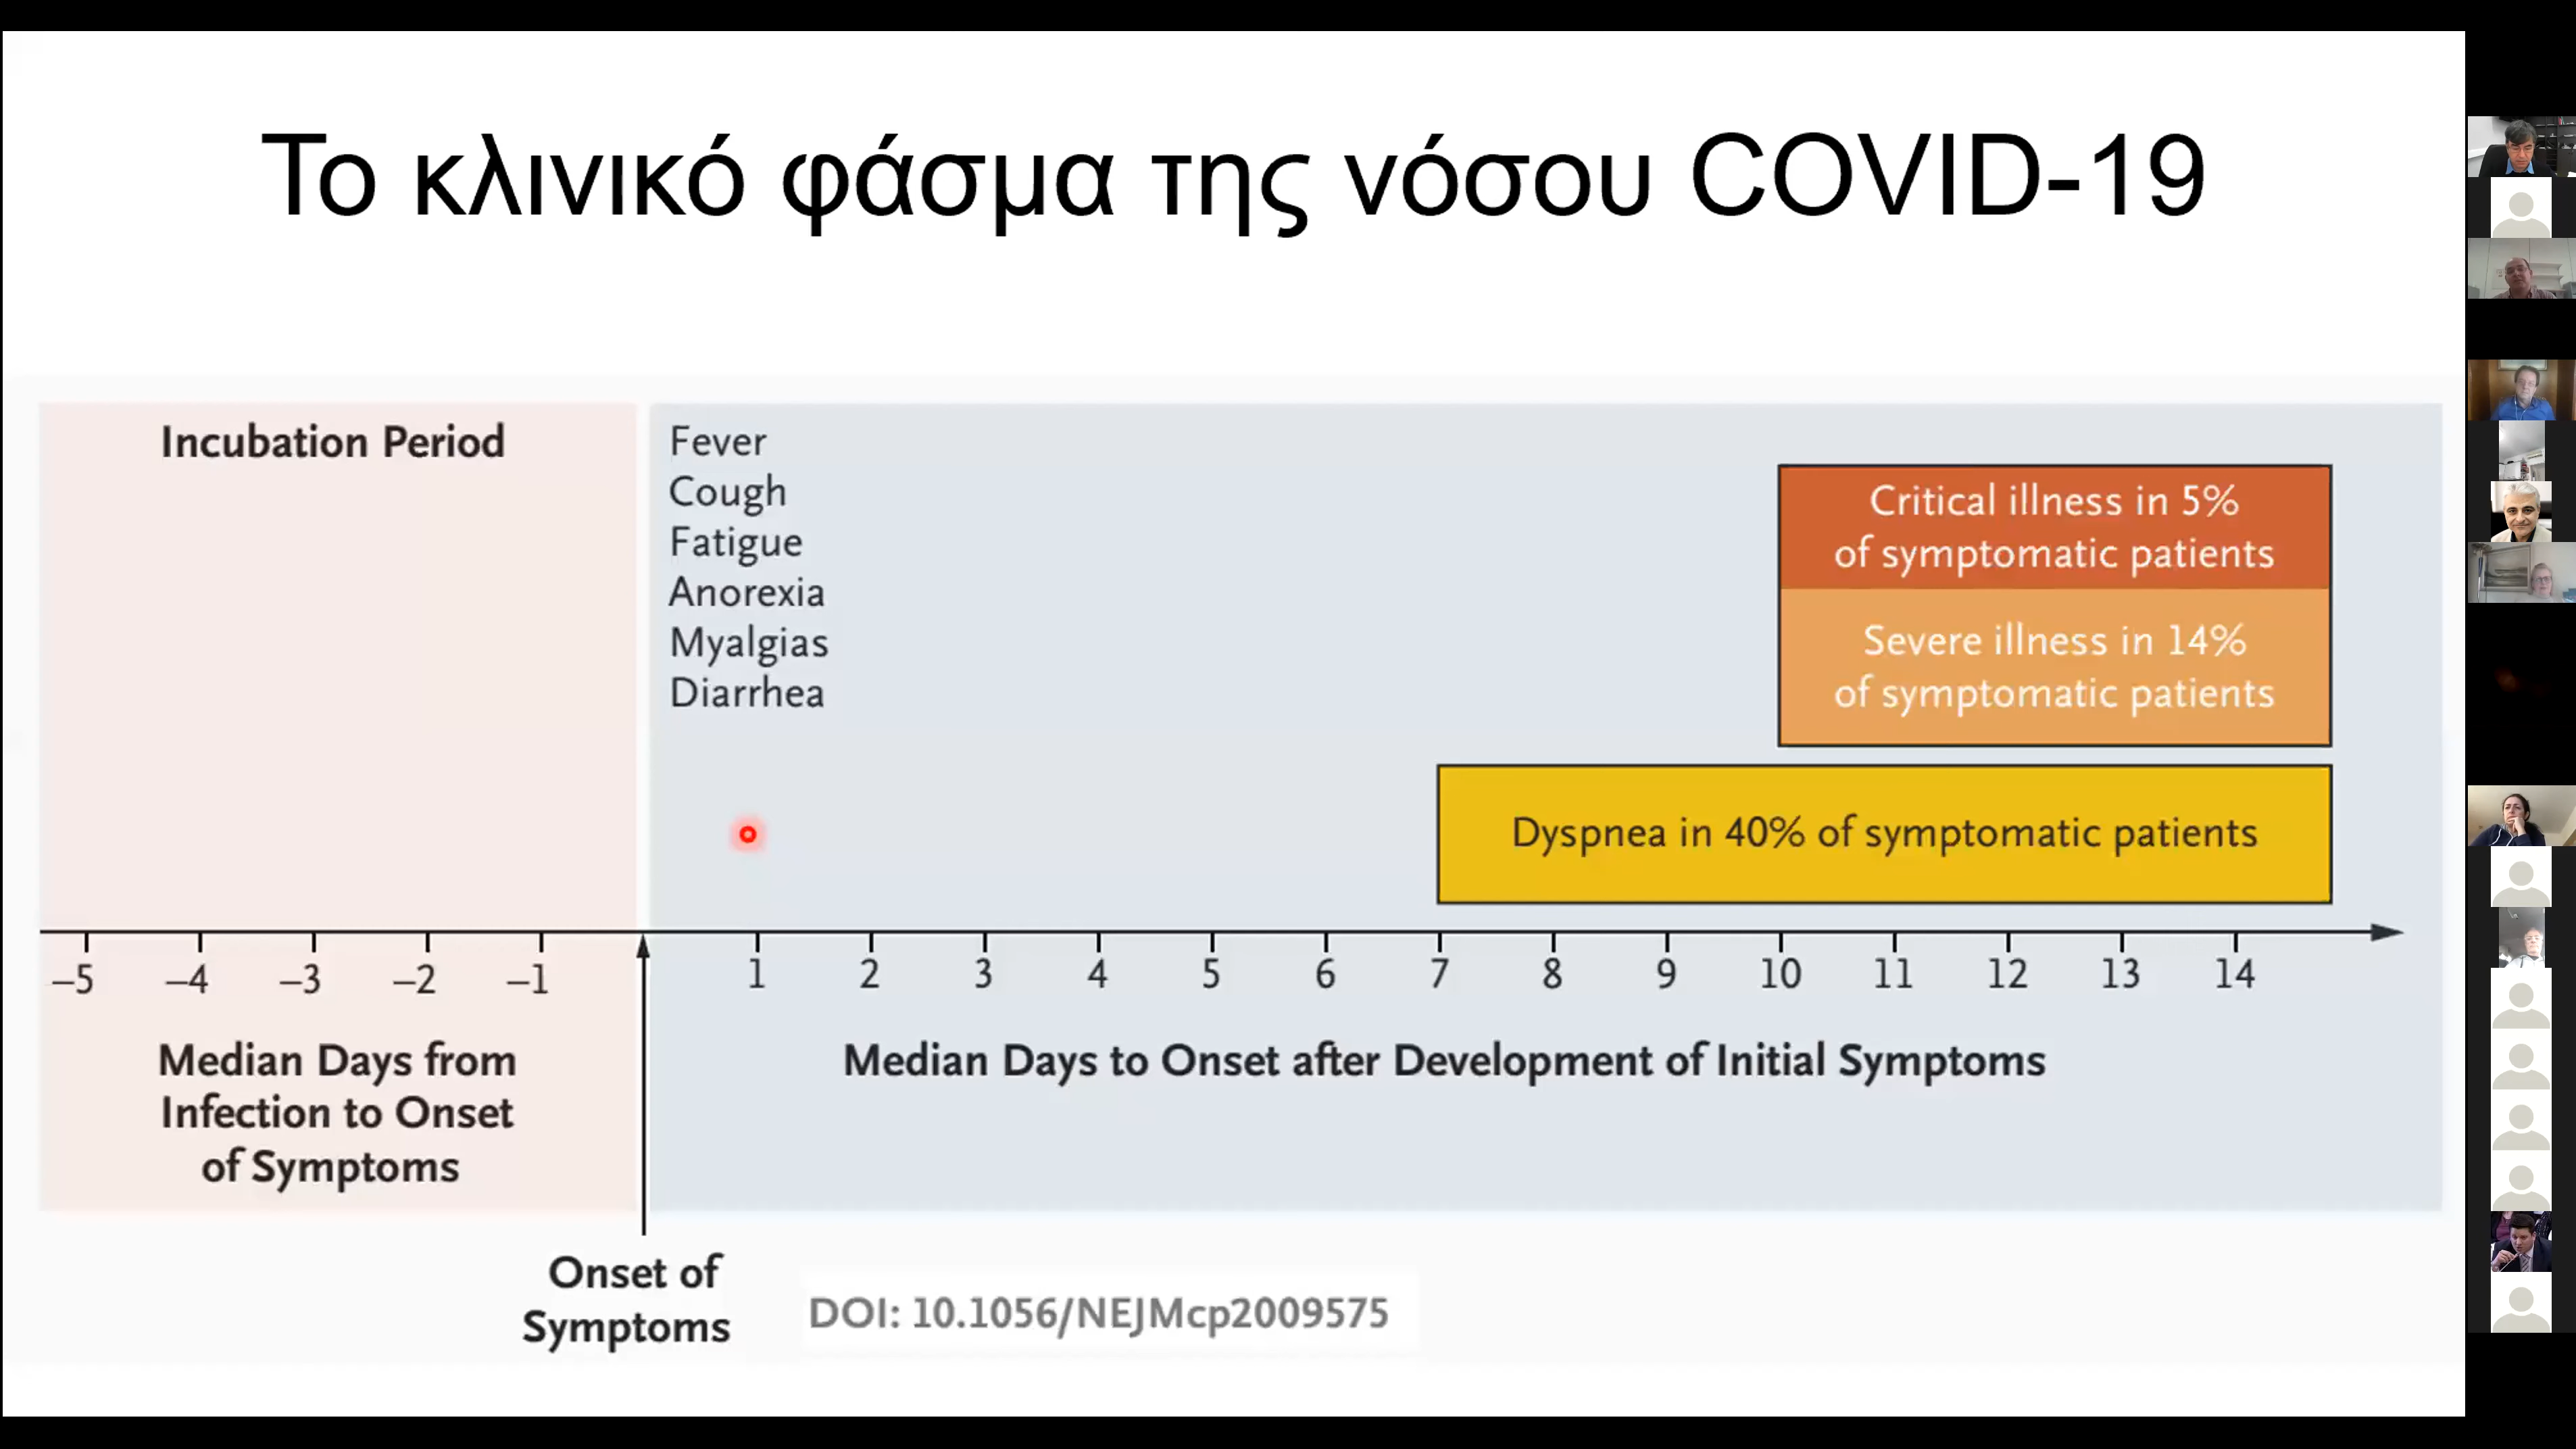 Το κλινικό φάσμα της νόσου COVID-19
Incubation Period
Fever
Cough
Fatigue
Anorexia
Myalgias
Diarrhea
Critical illness in 5%
of symptomatic patients
Severe illness in 14%
of symptomatic patients
Dyspnea in 40% of symptomatic patients
–5 –4 –3 –2 –1 1 2 3 4 5 6 7 8 9 10 11 12 13 14
Median Days from
Infection to Onset
of Symptoms
Median Days to Onset after Development of Initial Symptoms
Onset of
Symptoms
DOI: 10.1056/NEJMcp2009575